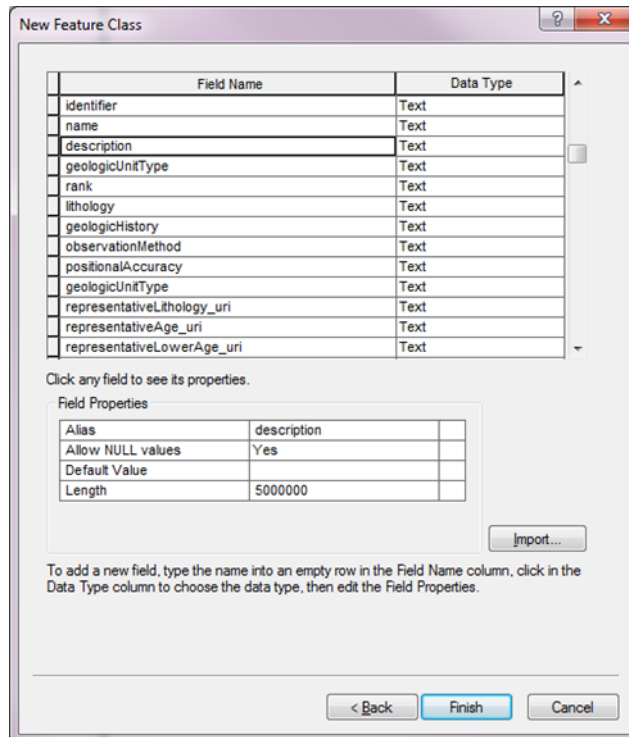 New Feature Class
Field Name Data Type
identifier Text
name Text
description Text
geologicUnitType Text
rank Text
lithology Text
geologicHistory Text
observationMethod Text
positionalAccuracy Text
geologicUnitType Text
representativeLithology_uri Text
representativeAge_uri Text
representativeLowerAge_uri Text
Click any field to see its properties.
Field Properties
Alias description
Allow NULL values Yes
Default Value
Length 5000000
Import...
To add a new field, type the name into an empty row in the Field Name column, click in the
Data Type column to choose the data type, then edit the Field Properties.
< Back Finish Cancel